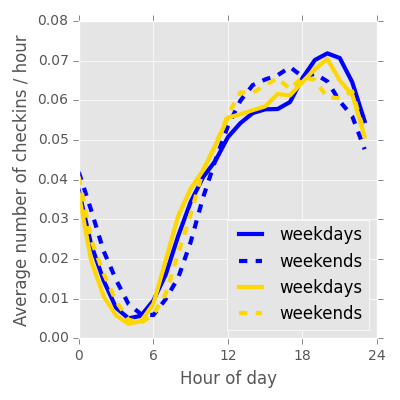 0.08
0.07
0.06
0.05
0.04
0.03
0.02
0.01
0.00
Average number of checkins / hour
weekdays
weekends
weekdays
weekends
0 6 12 18 24
Hour of day